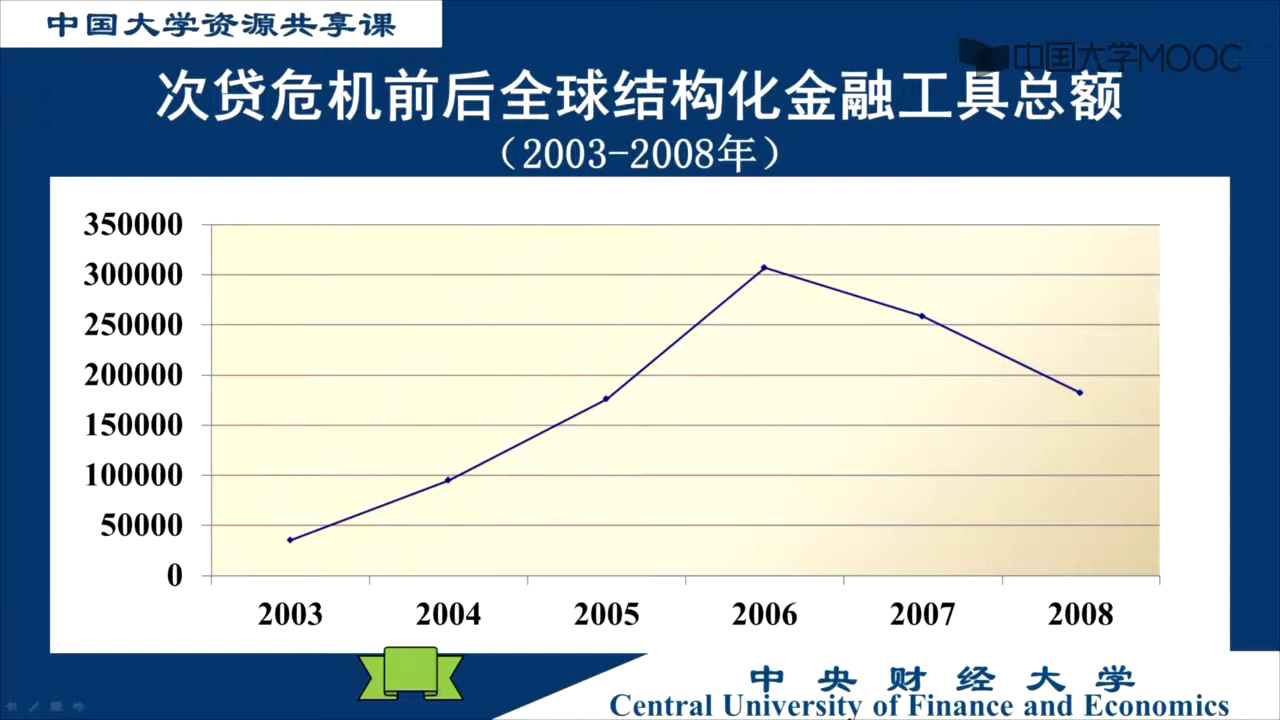 中国大学资源共享课
中国大学MOOC
次贷危机前后全球结构化金融工具总额
（2003-2008年）
350000
300000
250000
200000
150000
100000
50000
0
2003 2004 2005 2006 2007 2008
中央财经大学
Central University of Finance and Economics